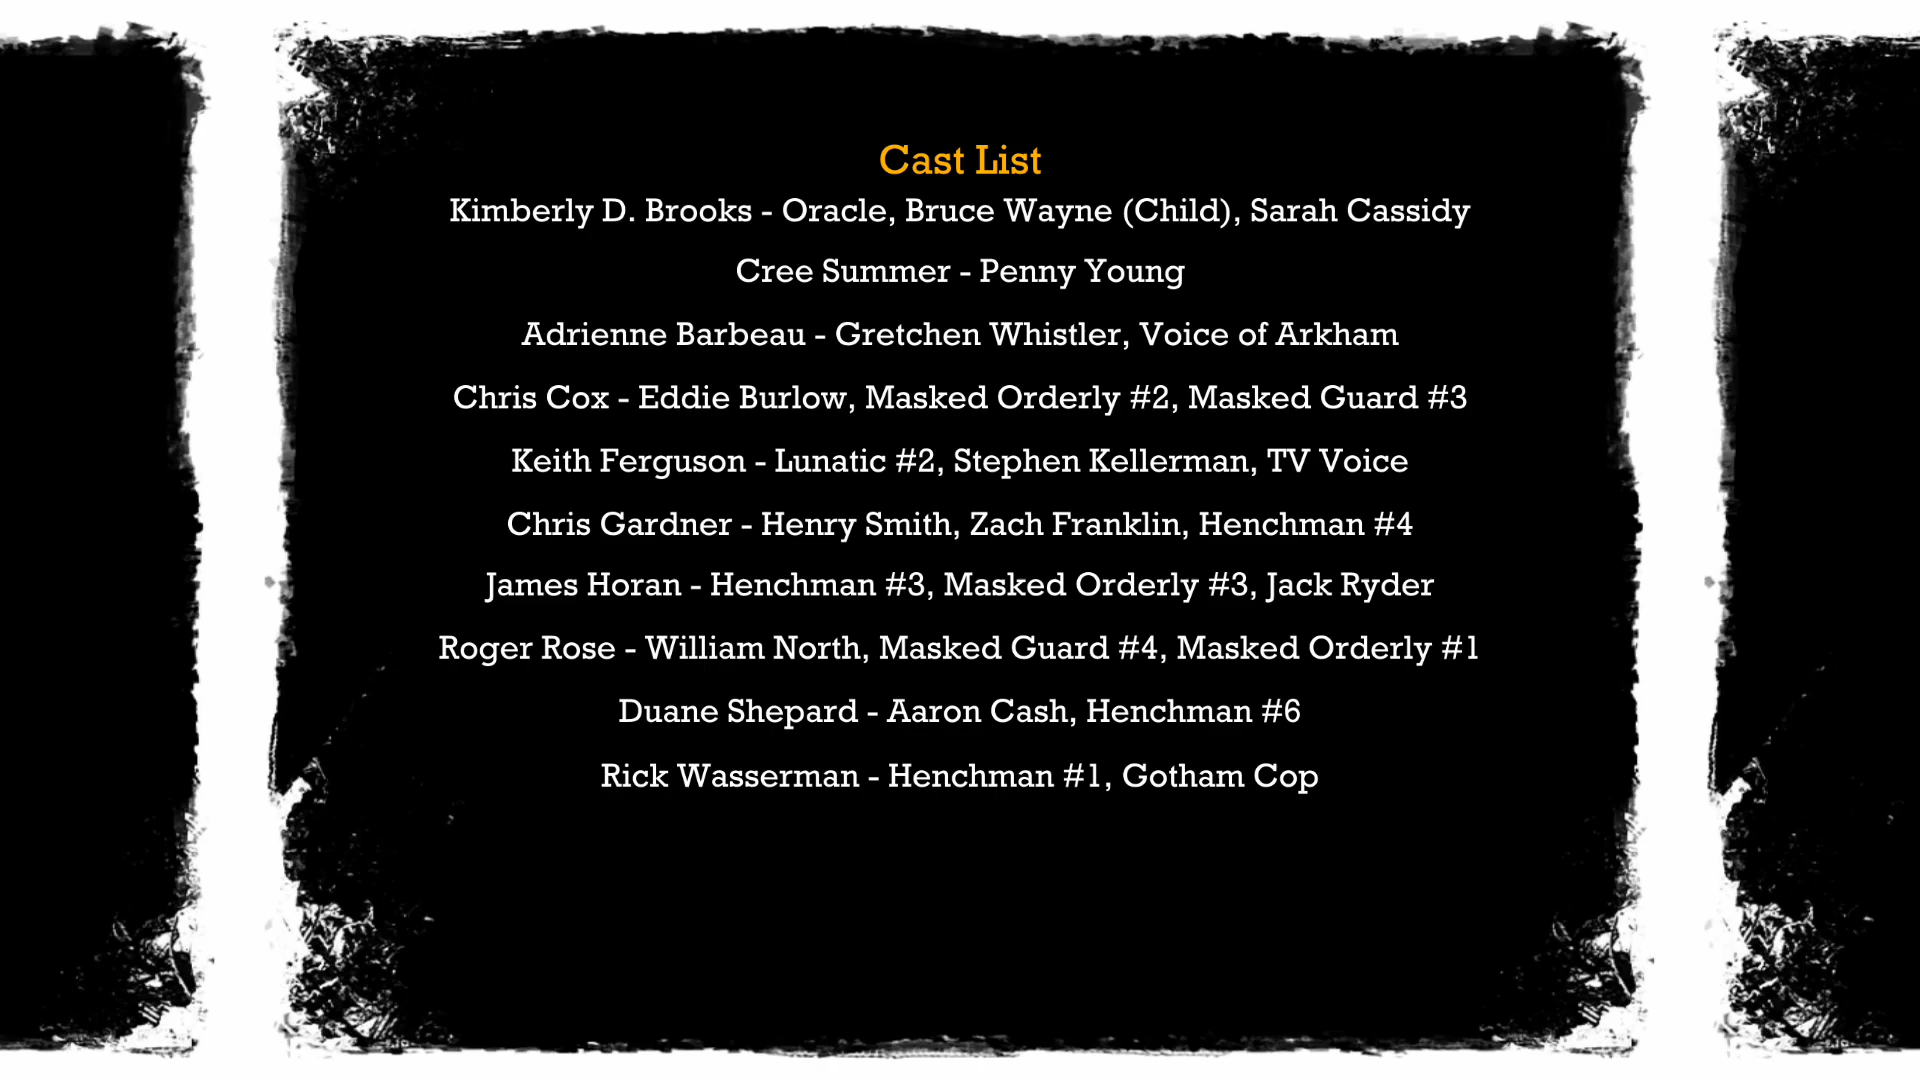 Cast List
Kimberly D. Brooks - Oracle, Bruce Wayne (Child), Sarah Cassidy
Cree Summer - Penny Young
Adrienne Barbeau - Gretchen Whistler, Voice of Arkham
Chris Cox - Eddie Burlow, Masked Orderly #2, Masked Guard #3
Keith Ferguson - Lunatic #2, Stephen Kellerman, TV Voice
Chris Gardner - Henry Smith, Zach Franklin, Henchman #4
James Horan - Henchman #3, Masked Orderly #3, Jack Ryder
Roger Rose - William North, Masked Guard #4, Masked Orderly #1
Duane Shepard - Aaron Cash, Henchman #6
Rick Wasserman - Henchman #1, Gotham Cop